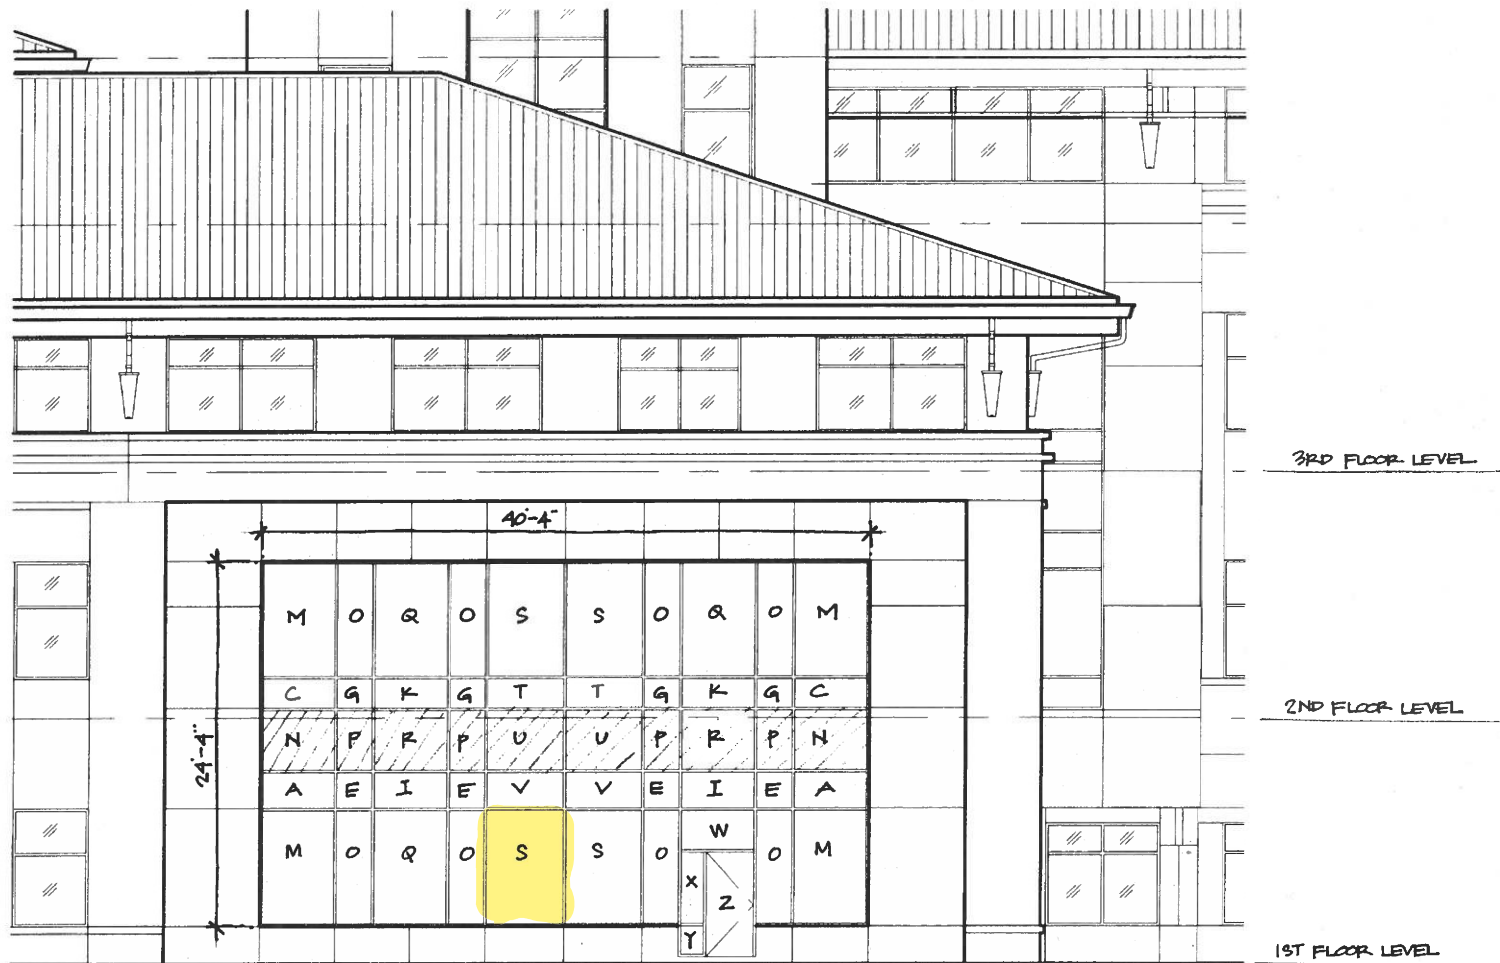 3RD FLOOR LEVEL
40'-4"
M O Q O S S O Q O M
C G K G T T G K G C
2ND FLOOR LEVEL
N P R P U U P R P N
24'-4"
A E I E V V E I E A
W
M O Q O S S O O M
X
Z
Y
1ST FLOOR LEVEL